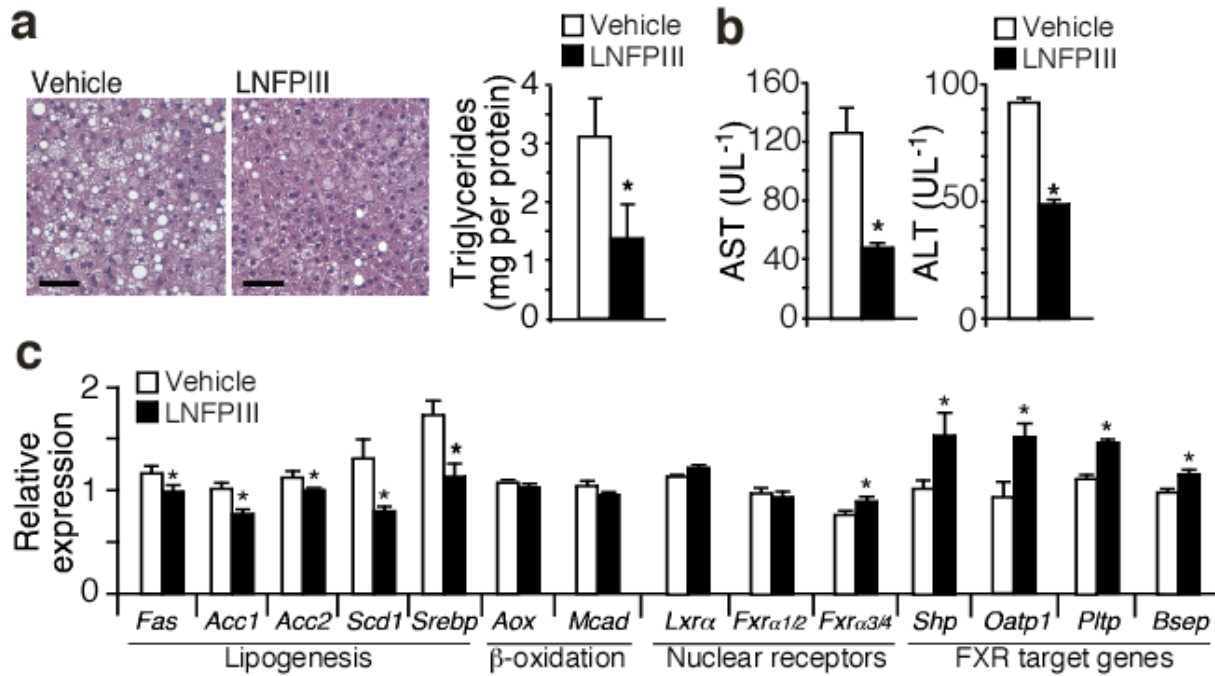 a
Vehicle
LNFPIII
Vehicle
LNFPIII
Triglycerides
(mg per protein)
4
3
2
1
0
*
b
Vehicle
LNFPIII
AST (UL⁻¹)
160
120
80
40
0
*
ALT (UL⁻¹)
100
50
0
*
c
Vehicle
LNFPIII
Relative
expression
2
1
0
* * * * * * * * * *
Fas Acc1 Acc2 Scd1 Srebp Aox Mcad Lxrα Fxrα1/2 Fxrα3/4 Shp Oatp1 Pltp Bsep
Lipogenesis β-oxidation Nuclear receptors FXR target genes